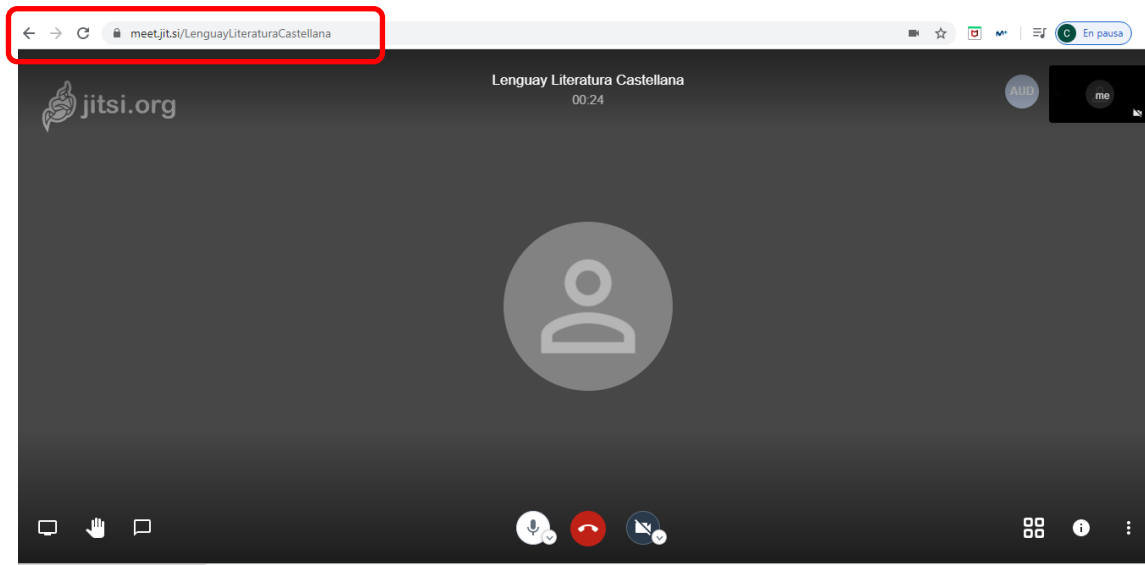 meet.jit.si/LenguayLiteraturaCastellana
C En pausa
jitsi.org
Lenguay Literatura Castellana
00:24
AUD
me